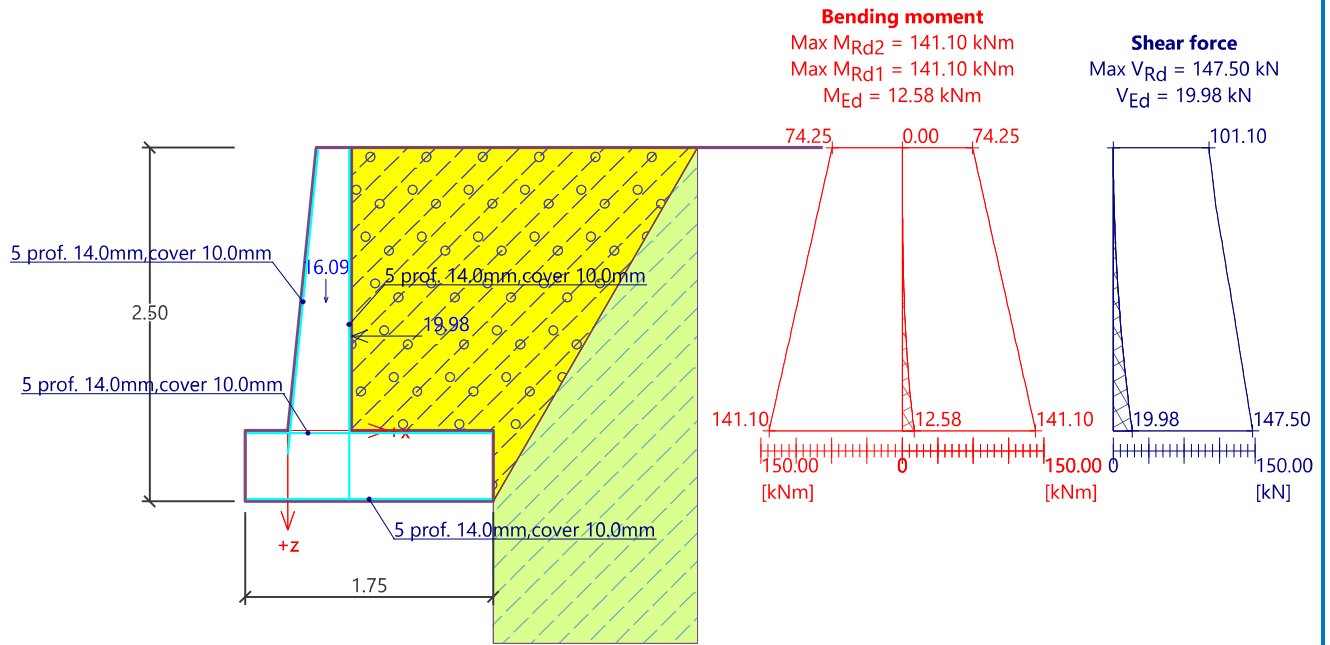 Bending moment
Max MRd2 = 141.10 kNm
Max MRd1 = 141.10 kNm
MEd = 12.58 kNm
Shear force
Max VRd = 147.50 kN
VEd = 19.98 kN
74.25
0.00
74.25
101.10
5 prof. 14.0mm,cover 10.0mm
16.09
5 prof. 14.0mm,cover 10.0mm
2.50
19.98
5 prof. 14.0mm,cover 10.0mm
+x
141.10
12.58
141.10
19.98
147.50
150.00
0
150.00
0
150.00
[kNm]
[kNm]
[kN]
5 prof. 14.0mm,cover 10.0mm
+z
1.75